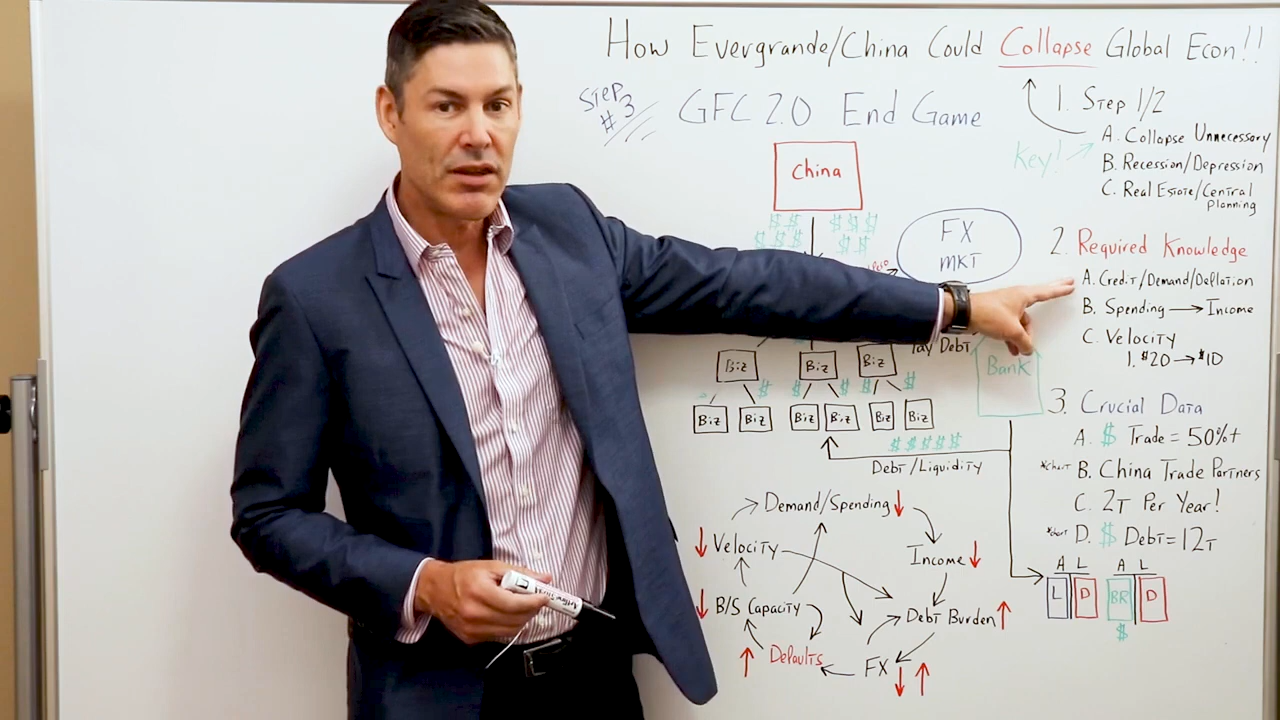 How Evergrande/China Could Collapse Global Econ!!
STEP #3
GFC 2.0 End Game
China
$$ $$$
$$$ $$
FX
MKT
Biz Biz Biz
$ $ $ $
Biz Biz Biz Biz Biz Biz
Pay Debt
Bank
$$$$$
Debt/Liquidity
Demand/Spending
Velocity
Income
B/S Capacity
Debt Burden
Defaults
FX
1. Step 1/2
Key!
A. Collapse Unnecessary
B. Recession/Depression
C. Real Estate/Central
Planning
2. Required Knowledge
A. Credit/Demand/Deflation
B. Spending → Income
C. Velocity
1. $20 → $10
3. Crucial Data
A. $ Trade = 50%+
*chart B. China Trade Partners
C. 2T Per Year!
*chart D. $ Debt = 12T
A L A L
L D BR D
$